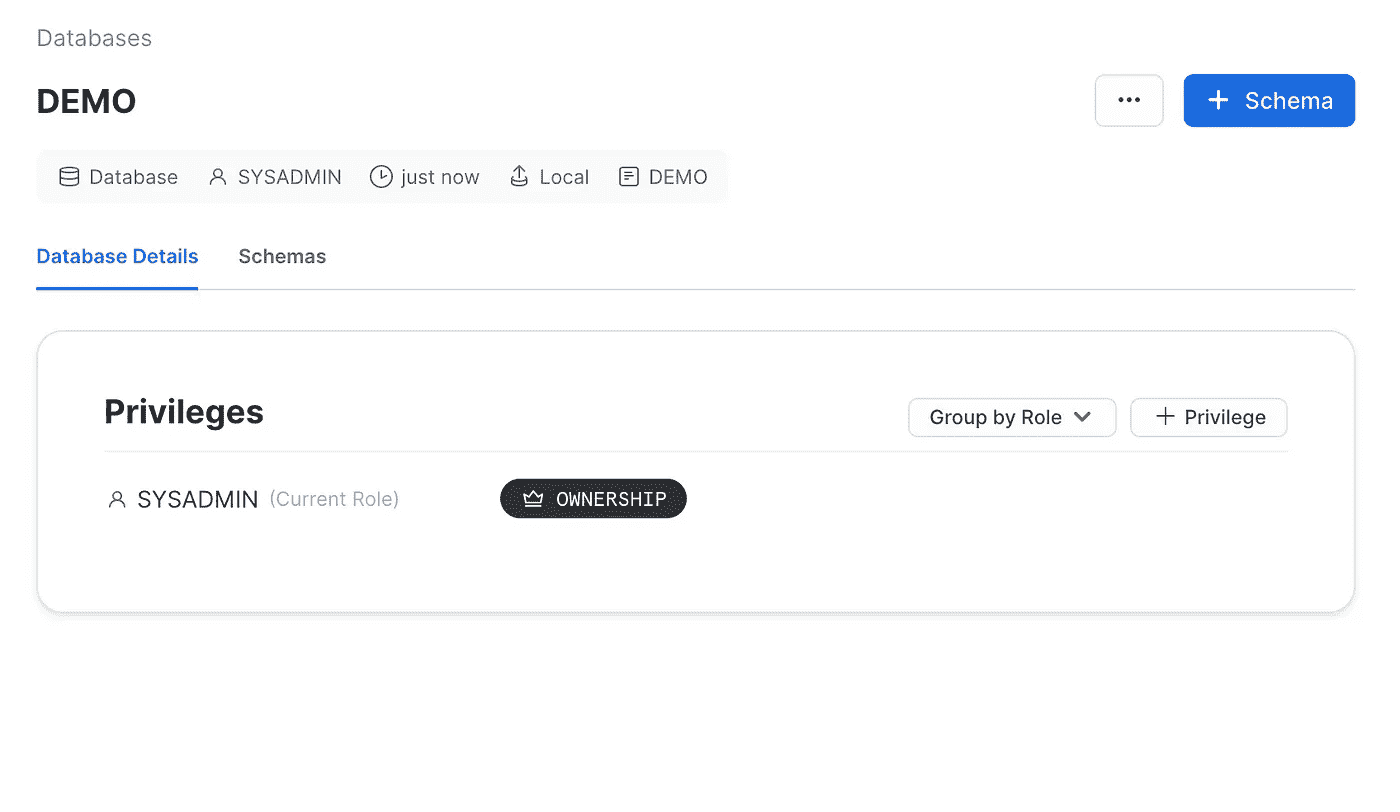 Databases
DEMO
... + Schema
Database SYSADMIN just now Local DEMO
Database Details Schemas
Privileges
Group by Role + Privilege
SYSADMIN (Current Role) OWNERSHIP